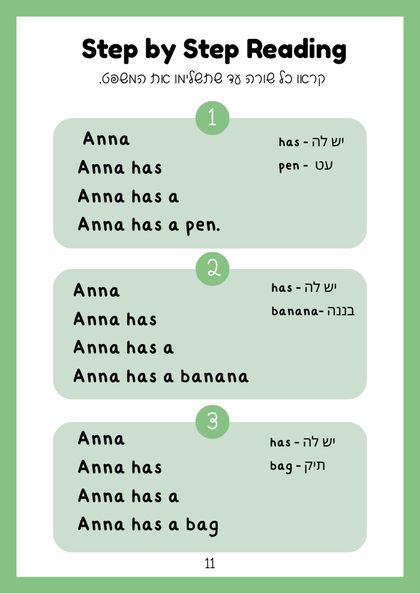 Step by Step Reading
קראו כל שורה עד שתשלימו את המשפט.
1
Anna
Anna has
Anna has a
Anna has a pen.
has - יש לה
pen - עט
2
Anna
Anna has
Anna has a
Anna has a banana
has - יש לה
banana- בננה
3
Anna
Anna has
Anna has a
Anna has a bag
has - יש לה
bag - תיק
11